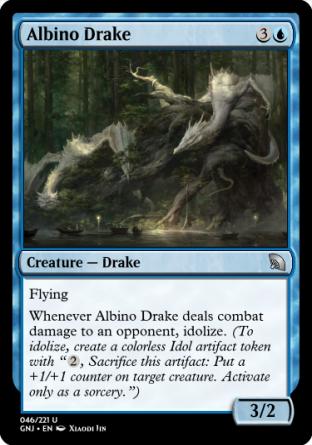 Albino Drake 3
Creature — Drake
Flying
Whenever Albino Drake deals combat
damage to an opponent, idolize. (To
idolize, create a colorless Idol artifact token
with “2, Sacrifice this artifact: Put a
+1/+1 counter on target creature. Activate
only as a sorcery.”)
3/2
046/221 U
GNJ • EN Xiaodi Jin